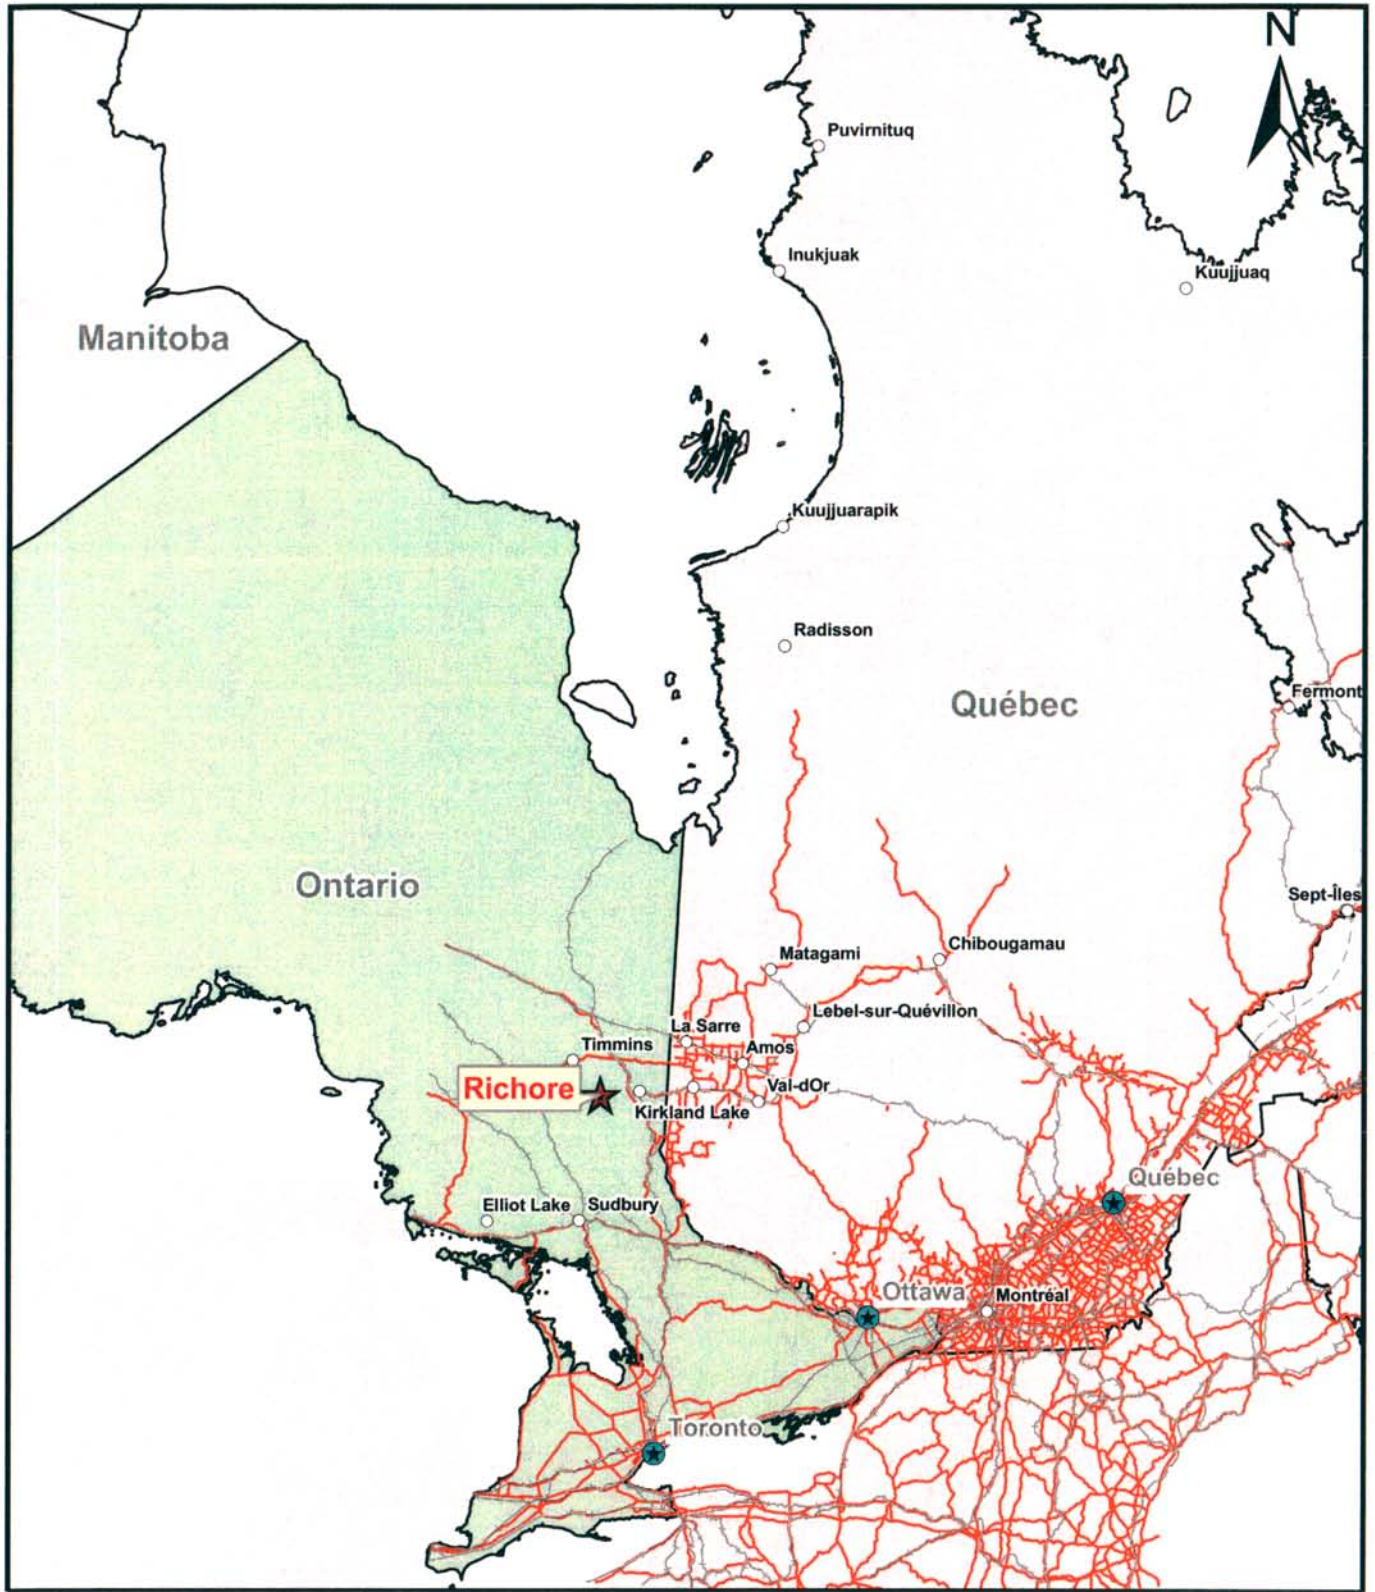 N
Puvirnituq
Inukjuak
Kuujjuaq
Manitoba
Kuujjuarapik
Radisson
Québec
Fermont
Ontario
Sept-Îles
Matagami
Chibougamau
Lebel-sur-Quévillon
La Sarre
Timmins
Amos
Richore
Val-dOr
Kirkland Lake
Québec
Elliot Lake
Sudbury
Ottawa
Montréal
Toronto